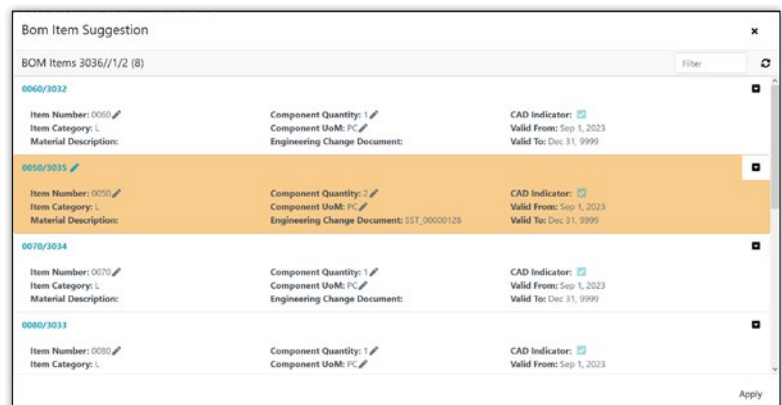 Bom Item Suggestion
BOM Items 3036//1/2 (8)
Filter
0060/3032
Item Number: 0060 Component Quantity: 1 CAD Indicator:
Item Category: L Component UoM: PC Valid From: Sep 1, 2023
Material Description: Engineering Change Document: Valid To: Dec 31, 9999
0050/3035
Item Number: 0050 Component Quantity: 2 CAD Indicator:
Item Category: L Component UoM: PC Valid From: Sep 1, 2023
Material Description: Engineering Change Document: SST_00000128 Valid To: Dec 31, 9999
0070/3034
Item Number: 0070 Component Quantity: 1 CAD Indicator:
Item Category: L Component UoM: PC Valid From: Sep 1, 2023
Material Description: Engineering Change Document: Valid To: Dec 31, 9999
0080/3033
Item Number: 0080 Component Quantity: 1 CAD Indicator:
Item Category: L Component UoM: PC Valid From: Sep 1, 2023
Apply